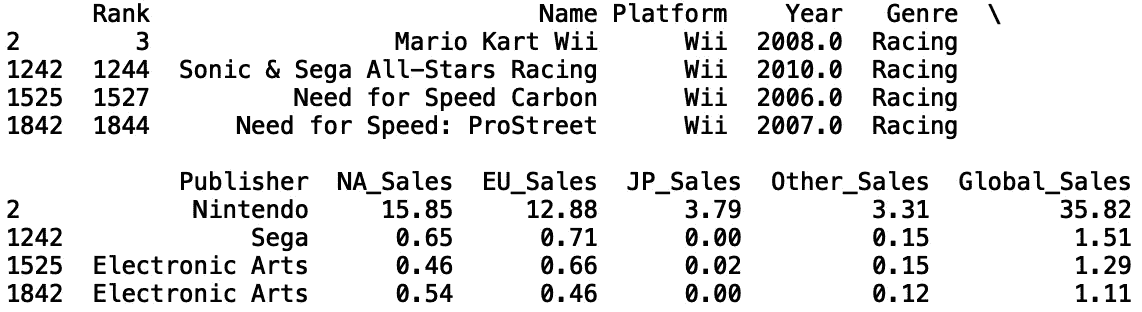 Rank Name Platform Year Genre \
2 3 Mario Kart Wii Wii 2008.0 Racing
1242 1244 Sonic & Sega All-Stars Racing Wii 2010.0 Racing
1525 1527 Need for Speed Carbon Wii 2006.0 Racing
1842 1844 Need for Speed: ProStreet Wii 2007.0 Racing
Publisher NA_Sales EU_Sales JP_Sales Other_Sales Global_Sales
2 Nintendo 15.85 12.88 3.79 3.31 35.82
1242 Sega 0.65 0.71 0.00 0.15 1.51
1525 Electronic Arts 0.46 0.66 0.02 0.15 1.29
1842 Electronic Arts 0.54 0.46 0.00 0.12 1.11